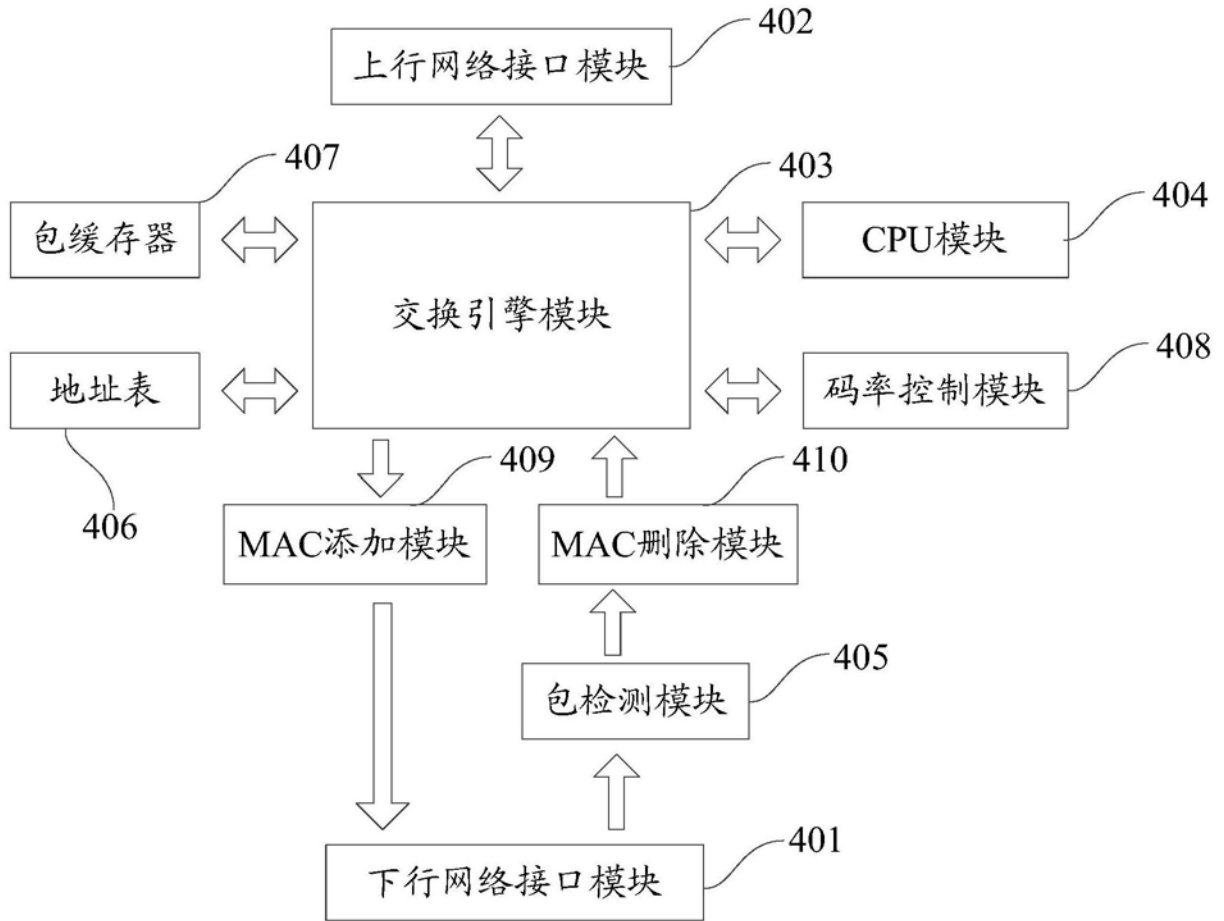 402
上行网络接口模块
407
403
404
包缓存器
CPU模块
交换引擎模块
408
地址表
码率控制模块
409
410
406
MAC添加模块
MAC删除模块
405
包检测模块
401
下行网络接口模块